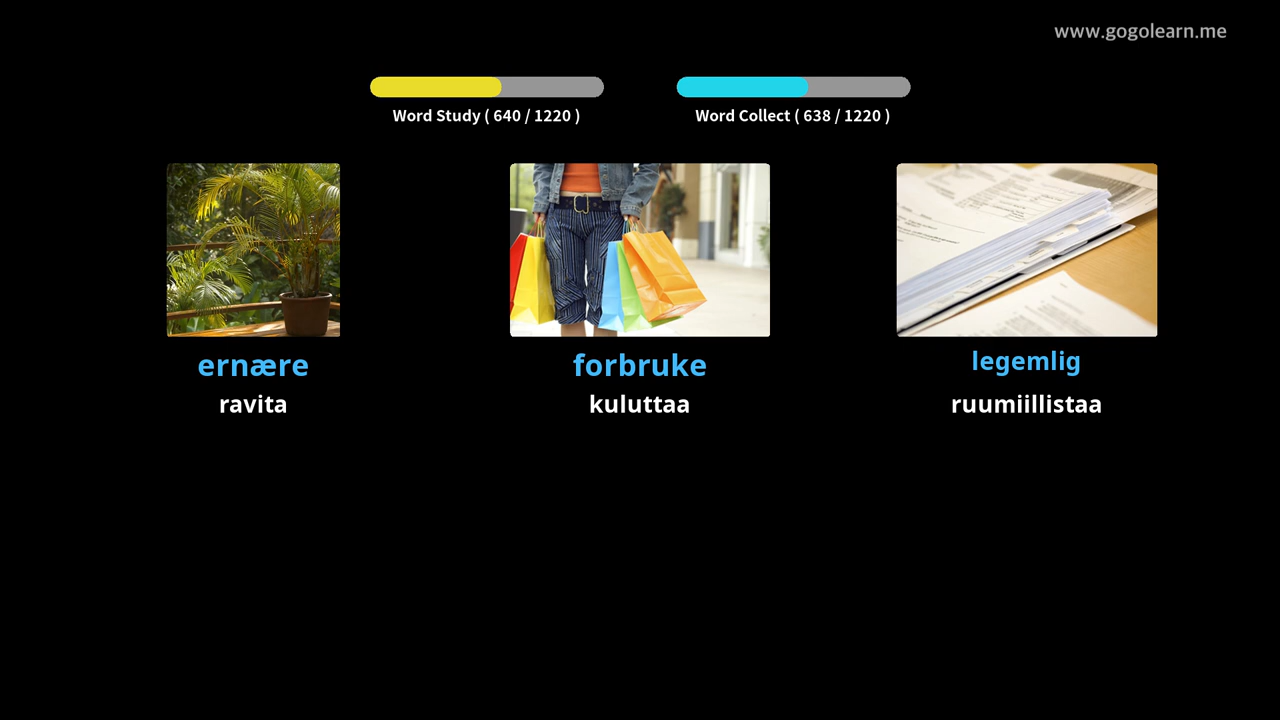 www.gogolearn.me
Word Study ( 640 / 1220 )
Word Collect ( 638 / 1220 )
ernære
forbruke
legemlig
ravita
kuluttaa
ruumiillistaa